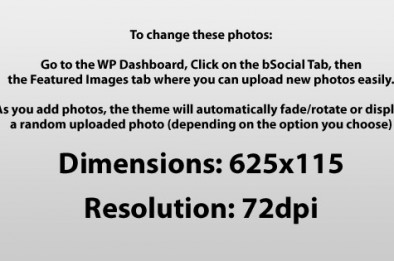 To change these photos:
Go to the WP Dashboard, Click on the bSocial Tab, then
the Featured Images tab where you can upload new photos easily.
As you add photos, the theme will automatically fade/rotate or
a random uploaded photo (depending on the option you choose)
Dimensions: 625x115
Resolution: 72dpi